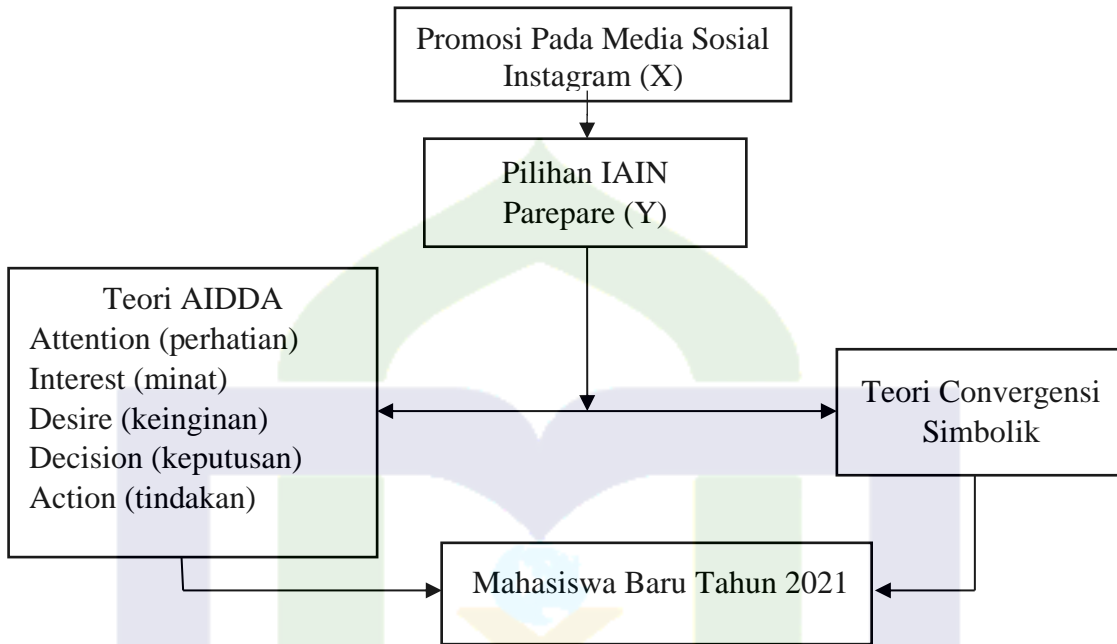 Promosi Pada Media Sosial
Instagram (X)
Pilihan IAIN
Parepare (Y)
Teori AIDDA
Attention (perhatian)
Interest (minat)
Desire (keinginan)
Decision (keputusan)
Action (tindakan)
Teori Convergensi
Simbolik
Mahasiswa Baru Tahun 2021